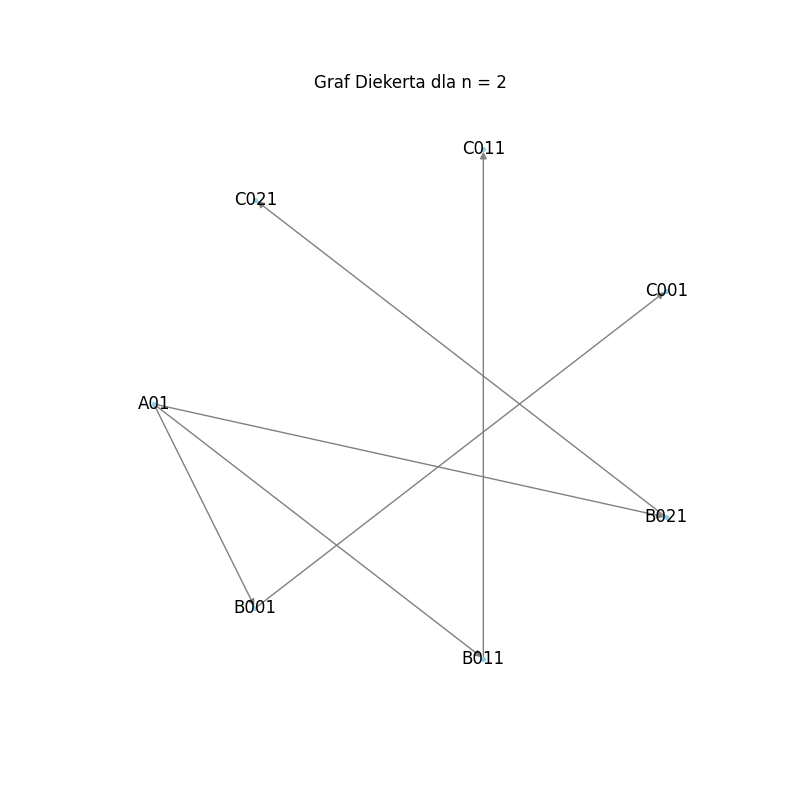 Graf Diekerta dla n = 2
C011
C021
C001
A01
B021
B001
B011